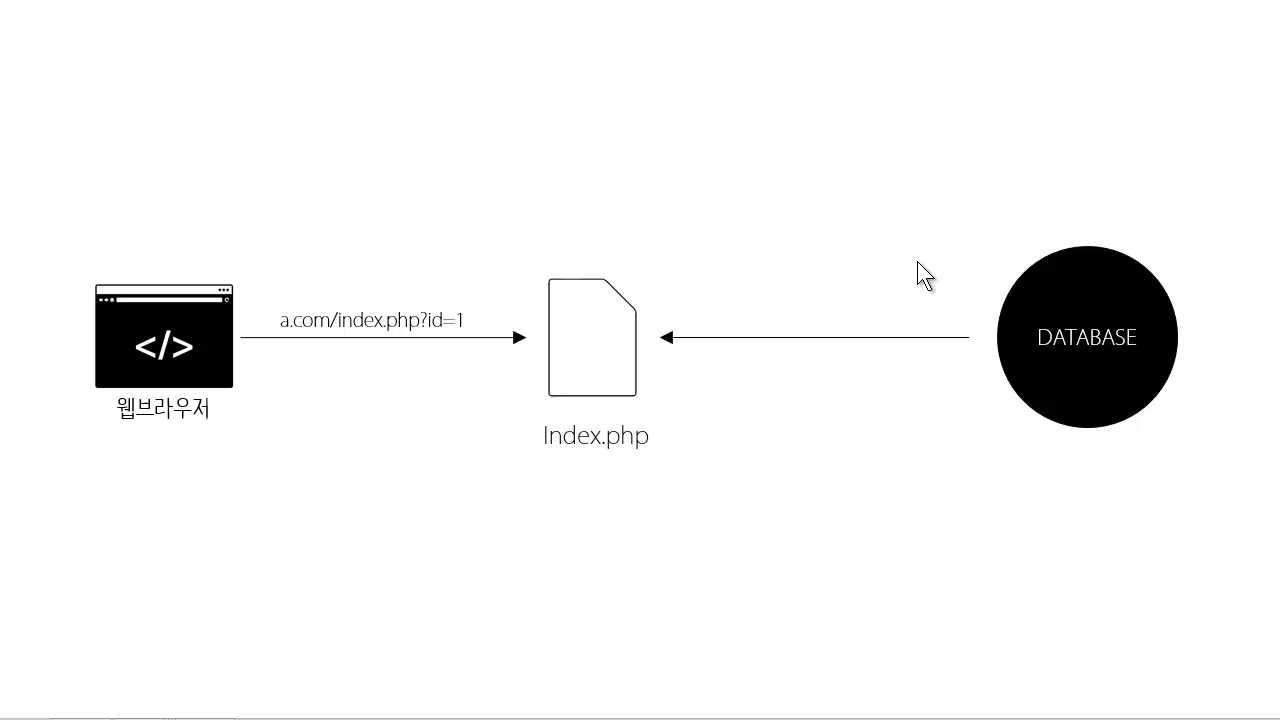 a.com/index.php?id=1
</>
DATABASE
웹브라우저
Index.php